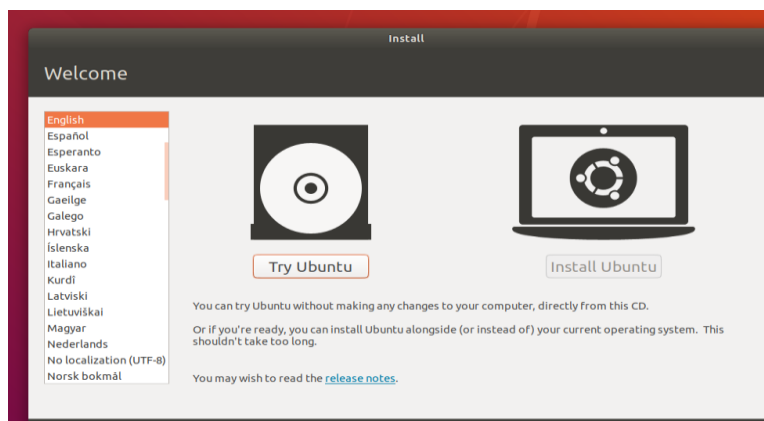 Install
Welcome
English
Español
Esperanto
Euskara
Français
Gaeilge
Galego
Hrvatski
Íslenska
Italiano
Kurdî
Latviski
Lietuviškai
Magyar
Nederlands
No localization (UTF-8)
Norsk bokmål
Try Ubuntu
Install Ubuntu
You can try Ubuntu without making any changes to your computer, directly from this CD.
Or if you're ready, you can install Ubuntu alongside (or instead of) your current operating system. This
shouldn't take too long.
You may wish to read the release notes.